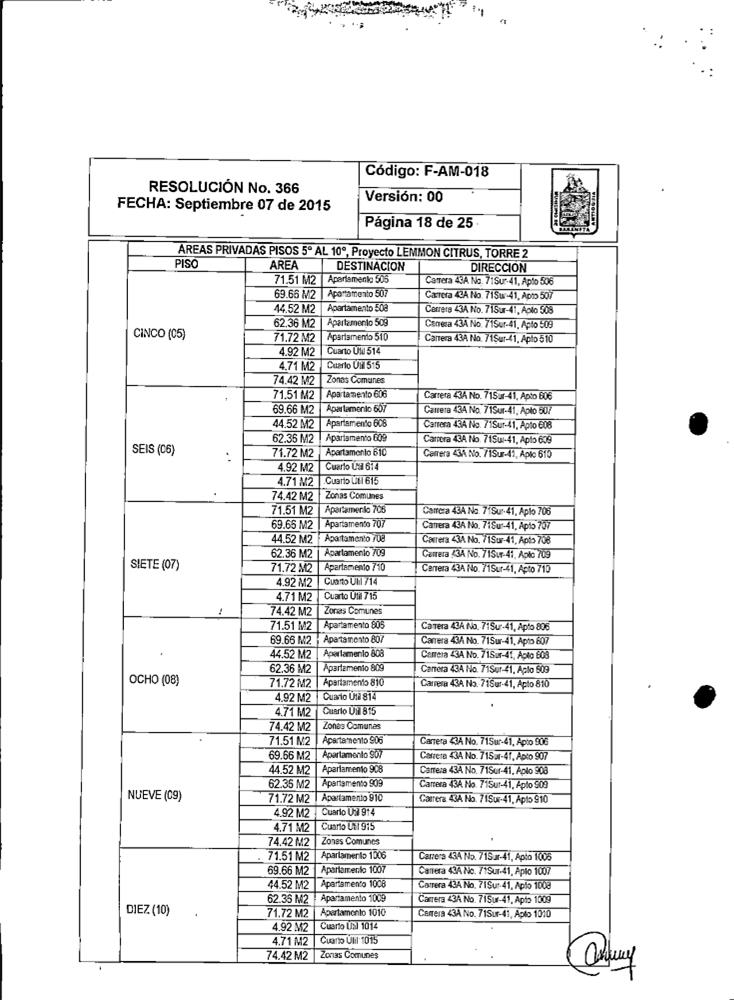 RESOLUCIÓN No. 366
FECHA: Septiembre 07 de 2015
Código: F-AM-018
Versión: 00
Página 18 de 25
SABANETA
ANTIOQUIA
AREAS PRIVADAS PISOS 5° AL 10°, Proyecto LEMMON CITRUS, TORRE 2
PISO AREA DESTINACION DIRECCION
CINCO (05)
71.51 M2 Apartamento 506 Carrera 43A No. 71Sur-41, Apto 506
69.66 M2 Apartamento 507 Carrera 43A No. 71Sur-41, Apto 507
44.52 M2 Apartamento 508 Carrera 43A No. 71Sur-41, Apto 508
62.36 M2 Apartamento 509 Carrera 43A No. 71Sur-41, Apto 509
71.72 M2 Apartamento 510 Carrera 43A No. 71Sur-41, Apto 510
4.92 M2 Cuarto Útil 514
4.71 M2 Cuarto Útil 515
74.42 M2 Zonas Comunes
SEIS (06)
71.51 M2 Apartamento 606 Carrera 43A No. 71Sur-41, Apto 606
69.66 M2 Apartamento 607 Carrera 43A No. 71Sur-41, Apto 607
44.52 M2 Apartamento 608 Carrera 43A No. 71Sur-41, Apto 608
62.36 M2 Apartamento 609 Carrera 43A No. 71Sur-41, Apto 609
71.72 M2 Apartamento 610 Carrera 43A No. 71Sur-41, Apto 610
4.92 M2 Cuarto Útil 614
4.71 M2 Cuarto Útil 615
74.42 M2 Zonas Comunes
SIETE (07)
71.51 M2 Apartamento 706 Carrera 43A No. 71Sur-41, Apto 706
69.66 M2 Apartamento 707 Carrera 43A No. 71Sur-41, Apto 707
44.52 M2 Apartamento 708 Carrera 43A No. 71Sur-41, Apto 708
62.36 M2 Apartamento 709 Carrera 43A No. 71Sur-41, Apto 709
71.72 M2 Apartamento 710 Carrera 43A No. 71Sur-41, Apto 710
4.92 M2 Cuarto Útil 714
4.71 M2 Cuarto Útil 715
74.42 M2 Zonas Comunes
OCHO (08)
71.51 M2 Apartamento 806 Carrera 43A No. 71Sur-41, Apto 806
69.66 M2 Apartamento 807 Carrera 43A No. 71Sur-41, Apto 807
44.52 M2 Apartamento 808 Carrera 43A No. 71Sur-41, Apto 808
62.36 M2 Apartamento 809 Carrera 43A No. 71Sur-41, Apto 809
71.72 M2 Apartamento 810 Carrera 43A No. 71Sur-41, Apto 810
4.92 M2 Cuarto Útil 814
4.71 M2 Cuarto Útil 815
74.42 M2 Zonas Comunes
NUEVE (09)
71.51 M2 Apartamento 906 Carrera 43A No. 71Sur-41, Apto 906
69.66 M2 Apartamento 907 Carrera 43A No. 71Sur-41, Apto 907
44.52 M2 Apartamento 908 Carrera 43A No. 71Sur-41, Apto 908
62.36 M2 Apartamento 909 Carrera 43A No. 71Sur-41, Apto 909
71.72 M2 Apartamento 910 Carrera 43A No. 71Sur-41, Apto 910
4.92 M2 Cuarto Útil 914
4.71 M2 Cuarto Útil 915
74.42 M2 Zonas Comunes
DIEZ (10)
71.51 M2 Apartamento 1006 Carrera 43A No. 71Sur-41, Apto 1006
69.66 M2 Apartamento 1007 Carrera 43A No. 71Sur-41, Apto 1007
44.52 M2 Apartamento 1008 Carrera 43A No. 71Sur-41, Apto 1008
62.36 M2 Apartamento 1009 Carrera 43A No. 71Sur-41, Apto 1009
71.72 M2 Apartamento 1010 Carrera 43A No. 71Sur-41, Apto 1010
4.92 M2 Cuarto Útil 1014
4.71 M2 Cuarto Útil 1015
74.42 M2 Zonas Comunes